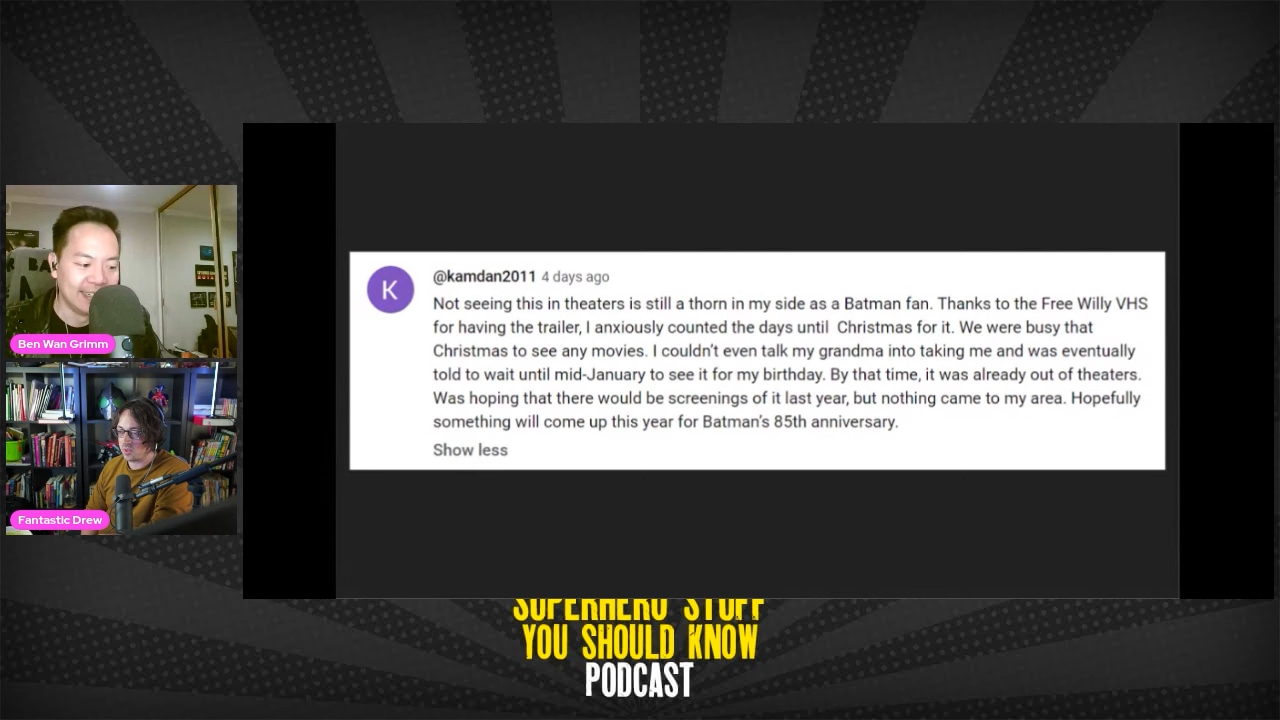 Ben Wan Grimm
Fantastic Drew
K
@kamdan2011 4 days ago
Not seeing this in theaters is still a thorn in my side as a Batman fan. Thanks to the Free Willy VHS
for having the trailer, I anxiously counted the days until Christmas for it. We were busy that
Christmas to see any movies. I couldn't even talk my grandma into taking me and was eventually
told to wait until mid-January to see it for my birthday. By that time, it was already out of theaters.
Was hoping that there would be screenings of it last year, but nothing came to my area. Hopefully
something will come up this year for Batman's 85th anniversary.
Show less
SUPERHERO STUFF
YOU SHOULD KNOW
PODCAST